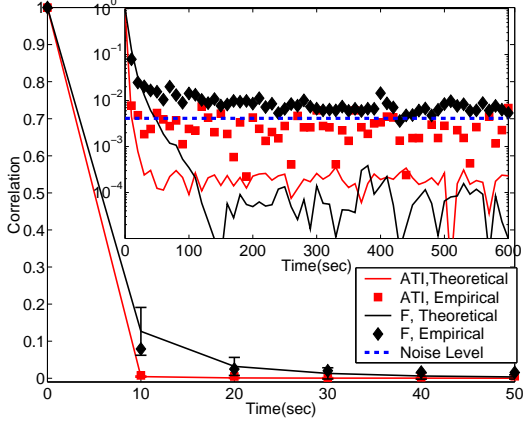 Correlation
1
0.9
0.8
0.7
0.6
0.5
0.4
0.3
0.2
0.1
0
0 10 20 30 40 50
Time(sec)
10^0
10^-1
10^-2
10^-3
10^-4
0 100 200 300 400 500 600
Time(sec)
ATI,Theoretical
ATI, Empirical
F, Theoretical
F, Empirical
Noise Level